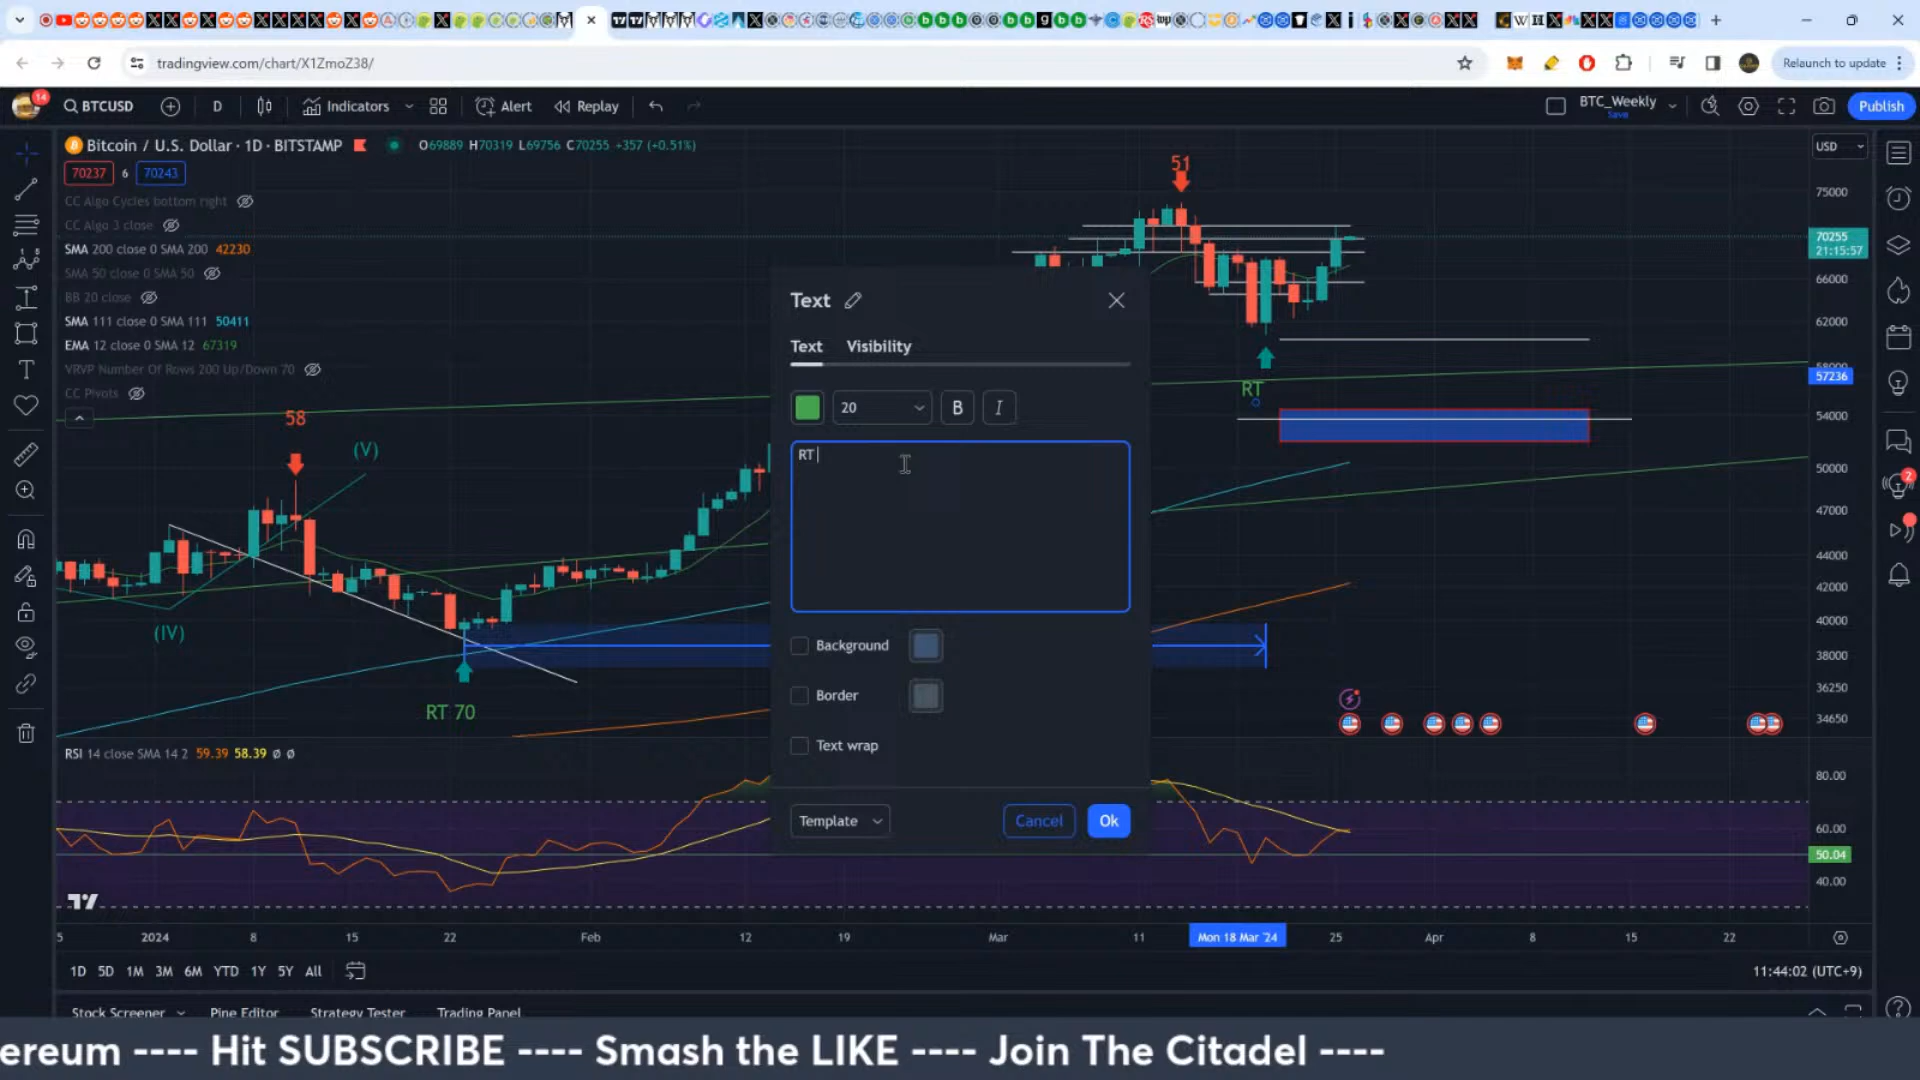 tradingview.com/chart/X1ZmoZ38/
Relaunch to update
14
BTCUSD
D
Indicators
Alert
Replay
BTC_Weekly
Save
Publish
Bitcoin / U.S. Dollar · 1D · BITSTAMP
O69889 H70319 L69756 C70255 +357 (+0.51%)
USD
70237 6 70243
CC Algo Cycles bottom right
CC Algo 3 close
SMA 200 close 0 SMA 200 42230
SMA 50 close 0 SMA 50
BB 20 close
SMA 111 close 0 SMA 111 50411
EMA 12 close 0 SMA 12 67319
VRVP Number Of Rows 200 Up/Down 70
CC Pivots
51
58
(V)
(IV)
RT 70
RT
75000
70255
21:15:57
66000
62000
58000
57236
54000
50000
47000
44000
42000
40000
38000
36250
34650
2
Text
Text
Visibility
20
B
I
RT
Background
Border
Text wrap
Template
Cancel
Ok
RSI 14 close SMA 14 2 59.39 58.39 ø ø
80.00
60.00
50.04
40.00
5
2024
8
15
22
Feb
12
19
Mar
11
Mon 18 Mar '24
25
Apr
8
15
22
1D 5D 1M 3M 6M YTD 1Y 5Y All
11:44:02 (UTC+9)
Stock Screener
Pine Editor
Strategy Tester
Trading Panel
ereum ---- Hit SUBSCRIBE ---- Smash the LIKE ---- Join The Citadel ----